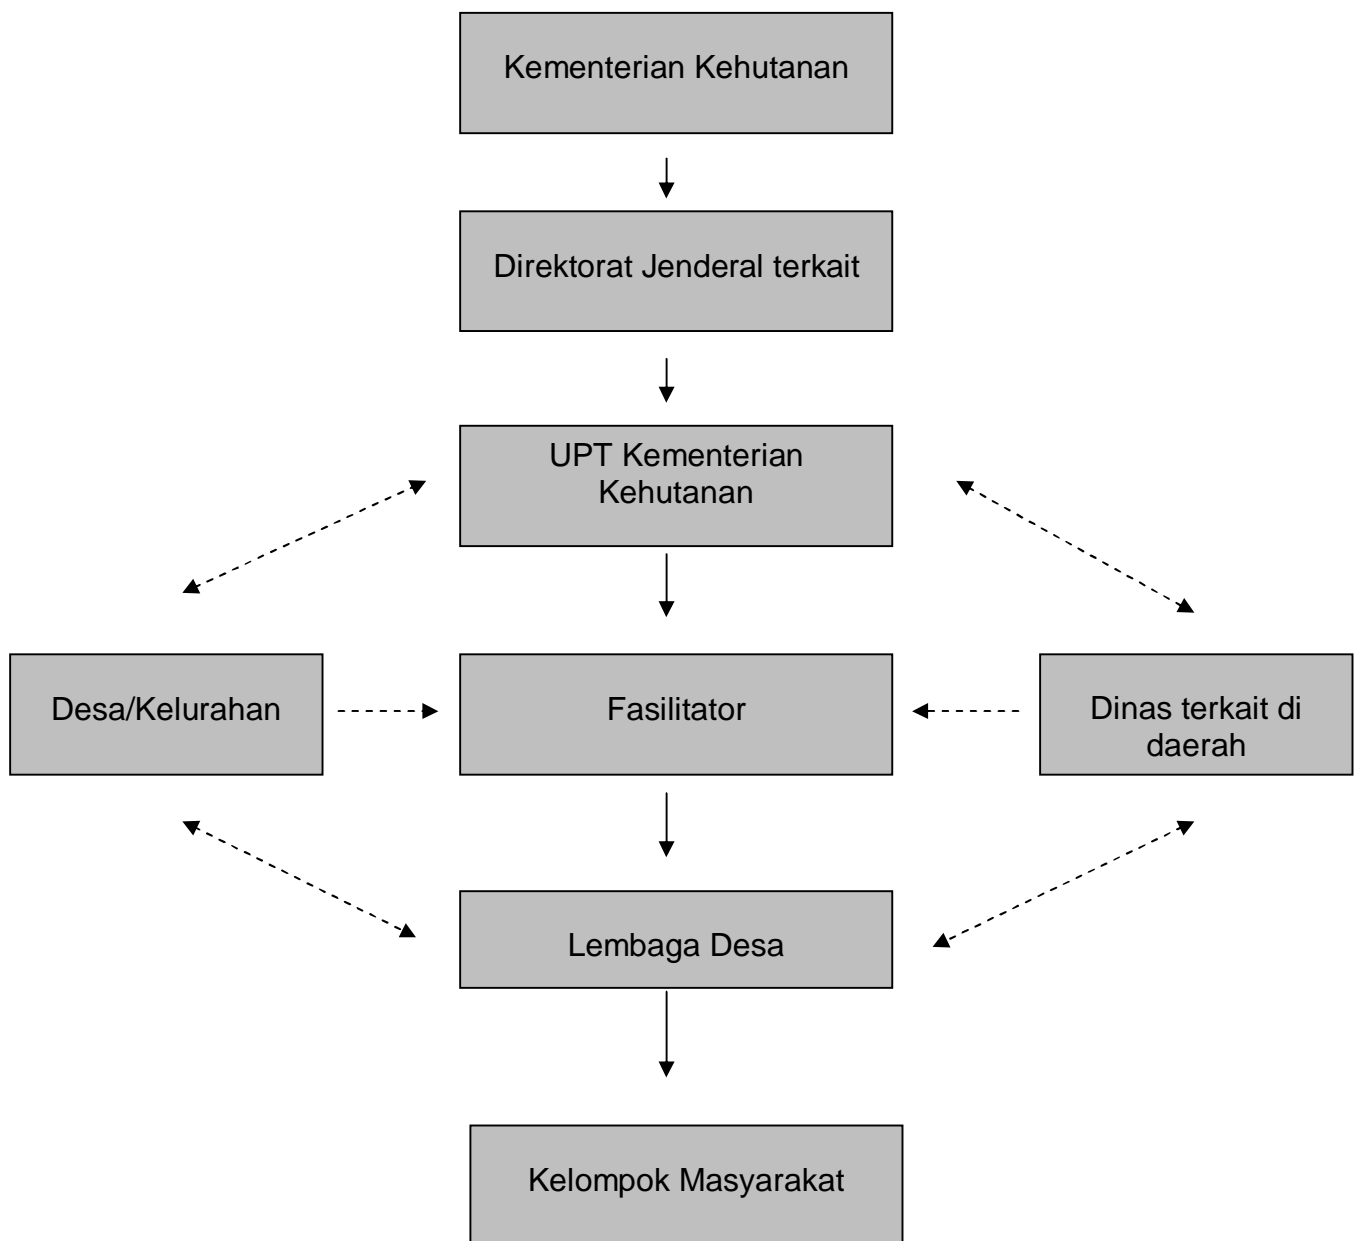 Kementerian Kehutanan
Direktorat Jenderal terkait
UPT Kementerian
Kehutanan
Desa/Kelurahan
Fasilitator
Dinas terkait di
daerah
Lembaga Desa
Kelompok Masyarakat